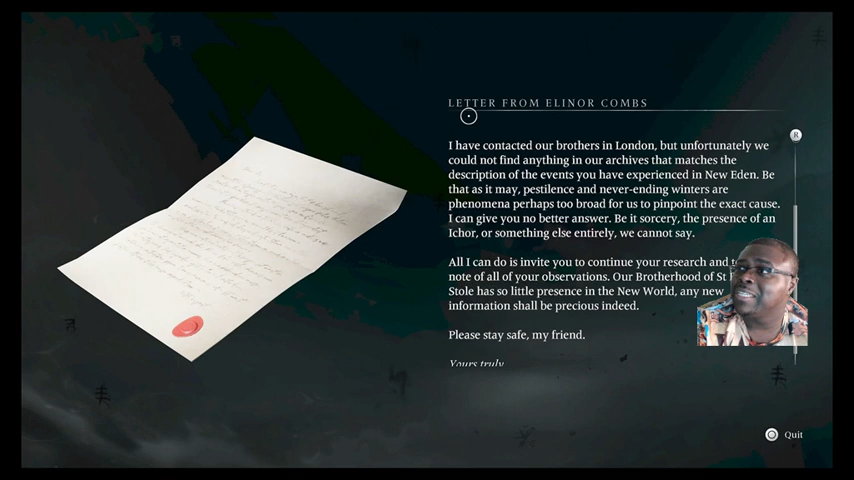 LETTER FROM ELINOR COMBS
R
I have contacted our brothers in London, but unfortunately we
could not find anything in our archives that matches the
description of the events you have experienced in New Eden. Be
that as it may, pestilence and never-ending winters are
phenomena perhaps too broad for us to pinpoint the exact cause.
I can give you no better answer. Be it sorcery, the presence of an
Ichor, or something else entirely, we cannot say.
All I can do is invite you to continue your research and
note of all of your observations. Our Brotherhood of St
Stole has so little presence in the New World, any new
information shall be precious indeed.
Please stay safe, my friend.
Yours truly
Quit